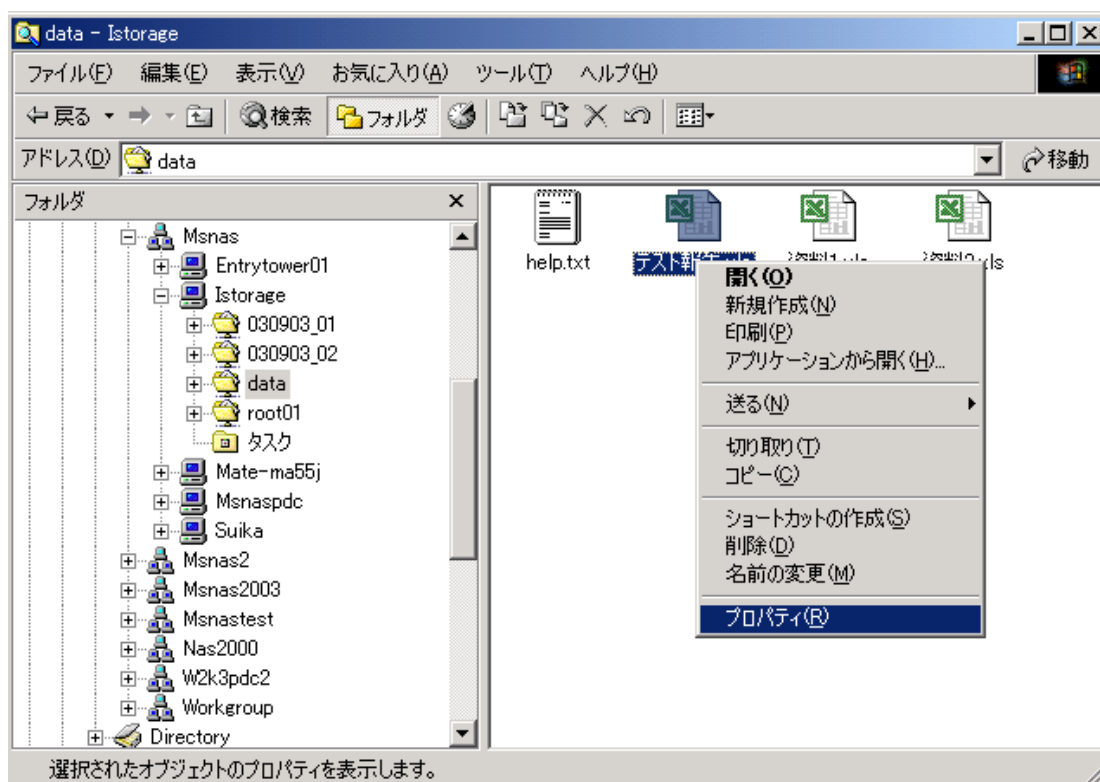 data - Istorage
ファイル(F) 編集(E) 表示(V) お気に入り(A) ツール(T) ヘルプ(H)
戻る 検索 フォルダ
アドレス(D) data 移動
フォルダ
Msnas
Entrytower01
Istorage
030903_01
030903_02
data
root01
タスク
Mate-ma55j
Msnaspdc
Suika
Msnas2
Msnas2003
Msnastest
Nas2000
W2k3pdc2
Workgroup
Directory
help.txt
開く(O)
新規作成(N)
印刷(P)
アプリケーションから開く(H)...
送る(N)
切り取り(T)
コピー(C)
ショートカットの作成(S)
削除(D)
名前の変更(M)
プロパティ(R)
選択されたオブジェクトのプロパティを表示します。